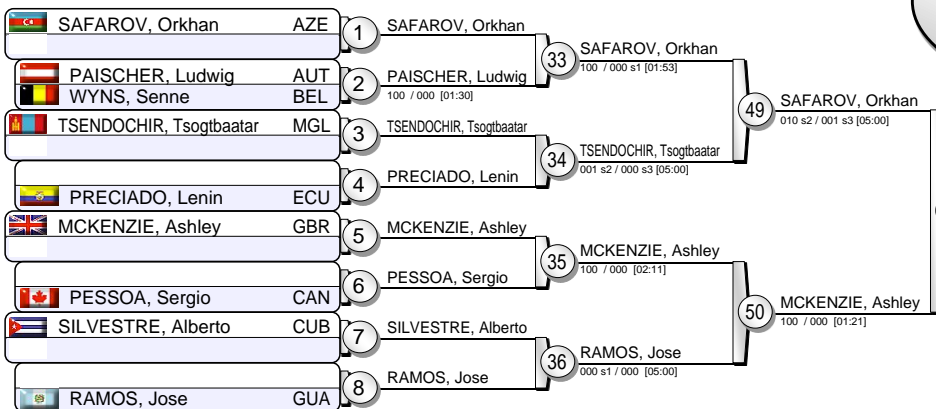 SAFAROV, Orkhan AZE
PAISCHER, Ludwig AUT
WYNS, Senne BEL
TSENDOCHIR, Tsogtbaatar MGL
PRECIADO, Lenin ECU
MCKENZIE, Ashley GBR
PESSOA, Sergio CAN
SILVESTRE, Alberto CUB
RAMOS, Jose GUA
1
2
3
4
5
6
7
8
SAFAROV, Orkhan
PAISCHER, Ludwig
100 / 000 [01:30]
TSENDOCHIR, Tsogtbaatar
PRECIADO, Lenin
MCKENZIE, Ashley
PESSOA, Sergio
SILVESTRE, Alberto
RAMOS, Jose
33
34
35
36
SAFAROV, Orkhan
100 / 000 s1 [01:53]
TSENDOCHIR, Tsogtbaatar
001 s2 / 000 s3 [05:00]
MCKENZIE, Ashley
100 / 000 [02:11]
RAMOS, Jose
000 s1 / 000 [05:00]
49
50
SAFAROV, Orkhan
010 s2 / 001 s3 [05:00]
MCKENZIE, Ashley
100 / 000 [01:21]